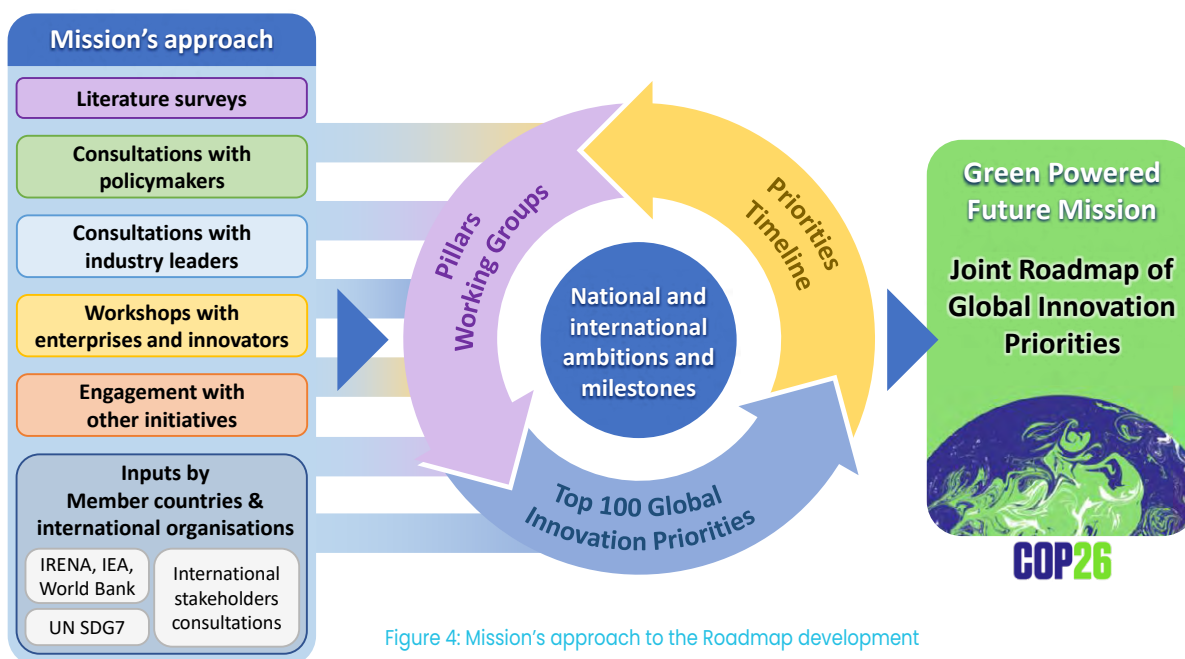 Mission's approach
Literature surveys
Consultations with
policymakers
Consultations with
industry leaders
Workshops with
enterprises and innovators
Engagement with
other initiatives
Inputs by
Member countries &
international organisations
IRENA, IEA,
World Bank
UN SDG7
International
stakeholders
consultations
Pillars
Working Groups
Priorities
Timeline
National and
international
ambitions and
milestones
Top 100 Global
Innovation Priorities
Green Powered
Future Mission
Joint Roadmap of
Global Innovation
Priorities
COP26
Figure 4: Mission's approach to the Roadmap development